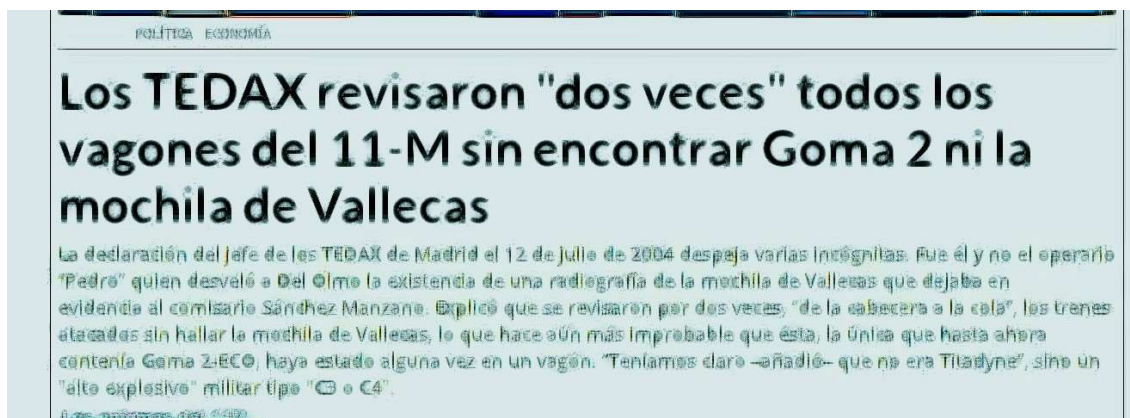 POLÍTICA ECONOMÍA
Los TEDAX revisaron "dos veces" todos los
vagones del 11-M sin encontrar Goma 2 ni la
mochila de Vallecas
La declaración del jefe de los TEDAX de Madrid el 12 de julio de 2004 despeja varias incógnitas. Fue él y no el operario
"Pedro" quien desveló a Del Olmo la existencia de una radiografía de la mochila de Vallecas que dejaba en
evidencia al comisario Sánchez Manzano. Explicó que se revisaron por dos veces, "de la cabecera a la cola", los trenes
atacados sin hallar la mochila de Vallecas, lo que hace aún más improbable que ésta, la única que hasta ahora
contenía Goma 2-ECO, haya estado alguna vez en un vagón. "Teníamos claro –añadió– que no era Titadyne", sino un
"alto explosivo" militar tipo "C3 o C4".